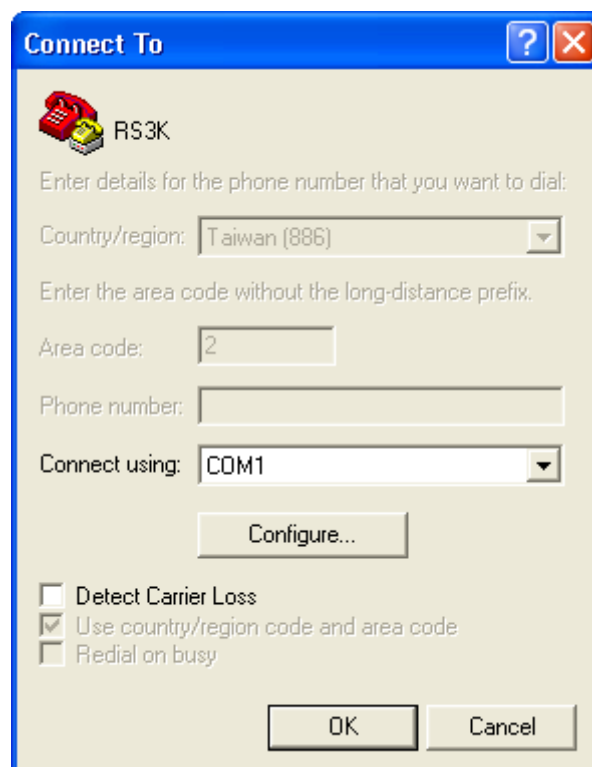 Connect To
RS3K
Enter details for the phone number that you want to dial:
Country/region: Taiwan (886)
Enter the area code without the long-distance prefix.
Area code: 2
Phone number:
Connect using: COM1
Configure...
Detect Carrier Loss
Use country/region code and area code
Redial on busy
OK Cancel